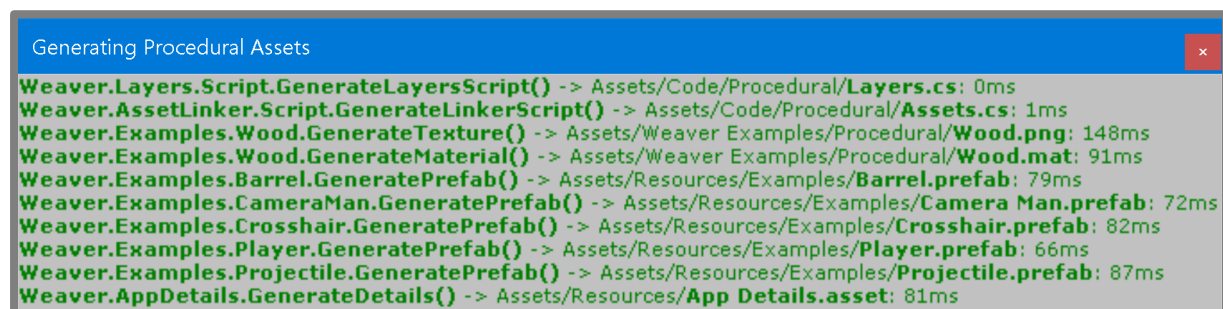 Generating Procedural Assets
×
Weaver.Layers.Script.GenerateLayersScript() -> Assets/Code/Procedural/Layers.cs: 0ms
Weaver.AssetLinker.Script.GenerateLinkerScript() -> Assets/Code/Procedural/Assets.cs: 1ms
Weaver.Examples.Wood.GenerateTexture() -> Assets/Weaver Examples/Procedural/Wood.png: 148ms
Weaver.Examples.Wood.GenerateMaterial() -> Assets/Weaver Examples/Procedural/Wood.mat: 91ms
Weaver.Examples.Barrel.GeneratePrefab() -> Assets/Resources/Examples/Barrel.prefab: 79ms
Weaver.Examples.CameraMan.GeneratePrefab() -> Assets/Resources/Examples/Camera Man.prefab: 72ms
Weaver.Examples.Crosshair.GeneratePrefab() -> Assets/Resources/Examples/Crosshair.prefab: 82ms
Weaver.Examples.Player.GeneratePrefab() -> Assets/Resources/Examples/Player.prefab: 66ms
Weaver.Examples.Projectile.GeneratePrefab() -> Assets/Resources/Examples/Projectile.prefab: 87ms
Weaver.AppDetails.GenerateDetails() -> Assets/Resources/App Details.asset: 81ms